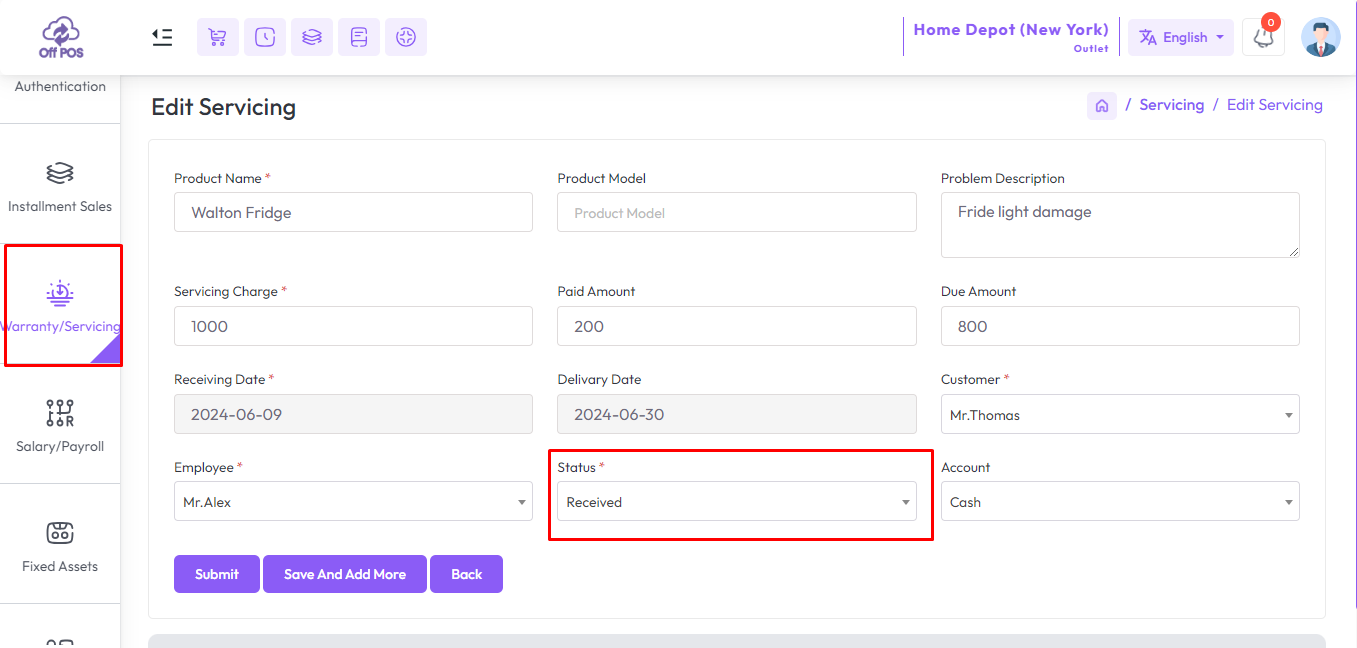 Off POS
Home Depot (New York)
Outlet
English
0
Authentication
Installment Sales
Warranty/Servicing
Salary/Payroll
Fixed Assets
Edit Servicing
/ Servicing / Edit Servicing
Product Name *
Walton Fridge
Product Model
Product Model
Problem Description
Fride light damage
Servicing Charge *
1000
Paid Amount
200
Due Amount
800
Receiving Date *
2024-06-09
Delivary Date
2024-06-30
Customer *
Mr.Thomas
Employee *
Mr.Alex
Status *
Received
Account
Cash
Submit
Save And Add More
Back